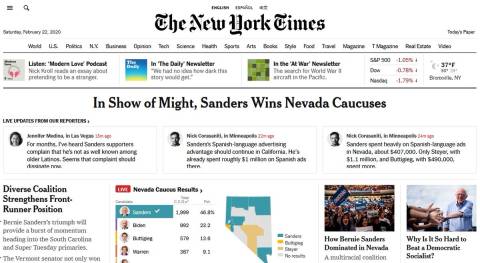 ENGLISH ESPAÑOL 中文
The New York Times
Saturday, February 22, 2020
Today's Paper
World U.S. Politics N.Y. Business Opinion Tech Science Health Sports Arts Books Style Food Travel Magazine T Magazine Real Estate Video
Listen: 'Modern Love' Podcast
Nick Kroll reads an essay about
pretending to be a stranger.
The Daily
In 'The Daily' Newsletter
"We had no idea how dark this
story would get."
In the 'At War' Newsletter
The search for World War II
aircraft in the Pacific.
S&P 500 -1.05% ↓
Dow -0.78% ↓
Nasdaq -1.79% ↓
37°F
Bronxville, NY
In Show of Might, Sanders Wins Nevada Caucuses
LIVE UPDATES FROM OUR REPORTERS ›
Jennifer Medina, in Las Vegas 15m ago
For months, I've heard Sanders supporters
complain that he's not as well known among
older Latinos. Seems that complaint should
dissipate now.
Nick Corasaniti, in Minneapolis 22m ago
Sanders's Spanish-language advertising
advantage should continue in California. He's
already spent roughly $1 million on Spanish ads
there.
Nick Corasaniti, in Minneapolis 24m ago
Sanders spent heavily on Spanish-language ads
in Nevada, about $407,000. Only Steyer, with
$1.1 million, and Buttigieg, with $490,000,
spent more.
Diverse Coalition
Strengthens Front-
Runner Position
Bernie Sanders's triumph will
provide a burst of momentum
heading into the South Carolina
and Super Tuesday primaries.
The Vermont senator not only won
LIVE Nevada Caucus Results ›
Candidate Pct.
Sanders ✓ 1,999 46.8%
Biden 992 23.2
Buttigieg 579 13.6
Warren 387 9.1
Sanders
Buttigieg
Steyer
No results
How Bernie Sanders
Dominated in Nevada
A multiracial coalition
Why Is It So Hard to
Beat a Democratic
Socialist?